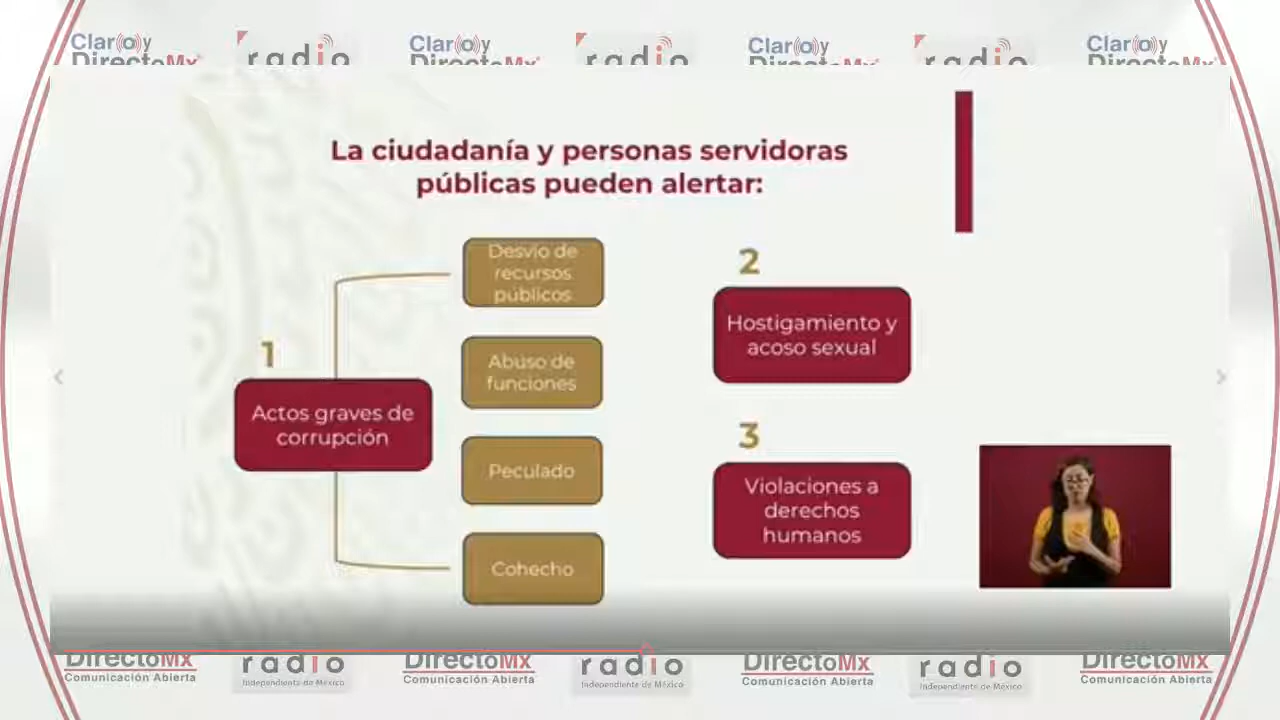 Clar(o)y
DirectoMx
radio
Clar(o)y
DirectoMx
radio
Clar(o)y
DirectoMx
radio
Clar(o)y
DirectoMx
La ciudadanía y personas servidoras
públicas pueden alertar:
1
Actos graves de
corrupción
Desvío de
recursos
públicos
Abuso de
funciones
Peculado
Cohecho
2
Hostigamiento y
acoso sexual
3
Violaciones a
derechos
humanos
DirectoMx
Comunicación Abierta
radio
Independiente de México
DirectoMx
Comunicación Abierta
radio
Independiente de México
DirectoMx
Comunicación Abierta
radio
Independiente de México
DirectoMx
Comunicación Abierta